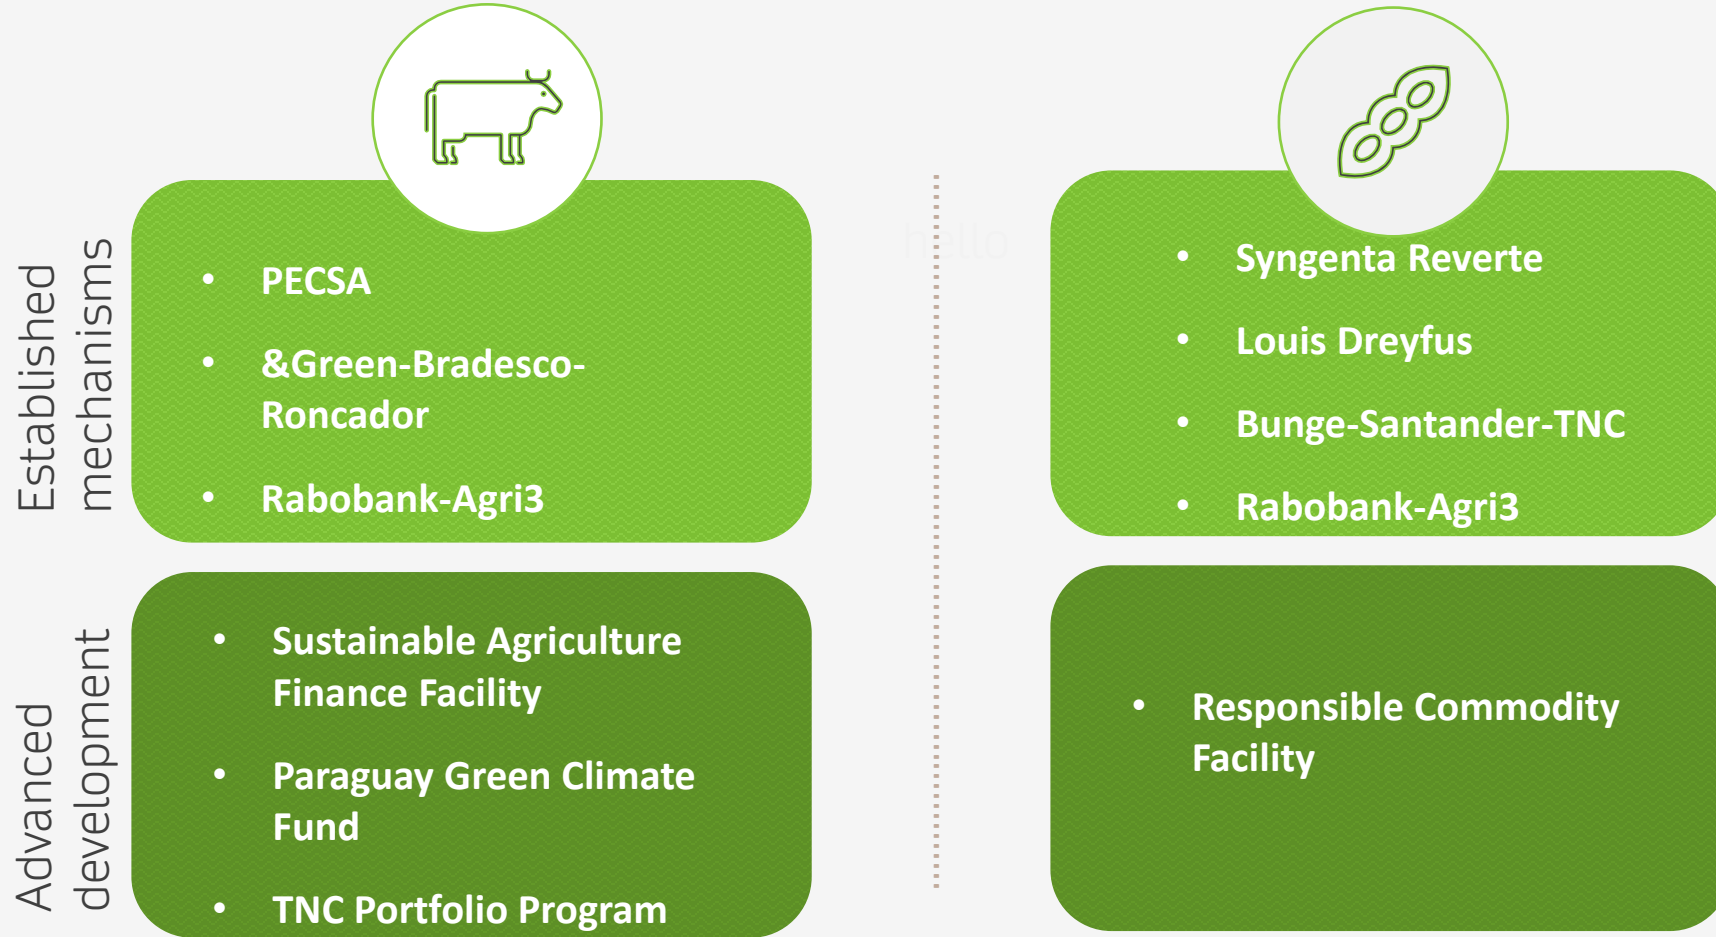 Established
mechanisms
• PECSA
• &Green-Bradesco-
Roncador
• Rabobank-Agri3
hello
• Syngenta Reverte
• Louis Dreyfus
• Bunge-Santander-TNC
• Rabobank-Agri3
Advanced
development
• Sustainable Agriculture
Finance Facility
• Paraguay Green Climate
Fund
• TNC Portfolio Program
• Responsible Commodity
Facility